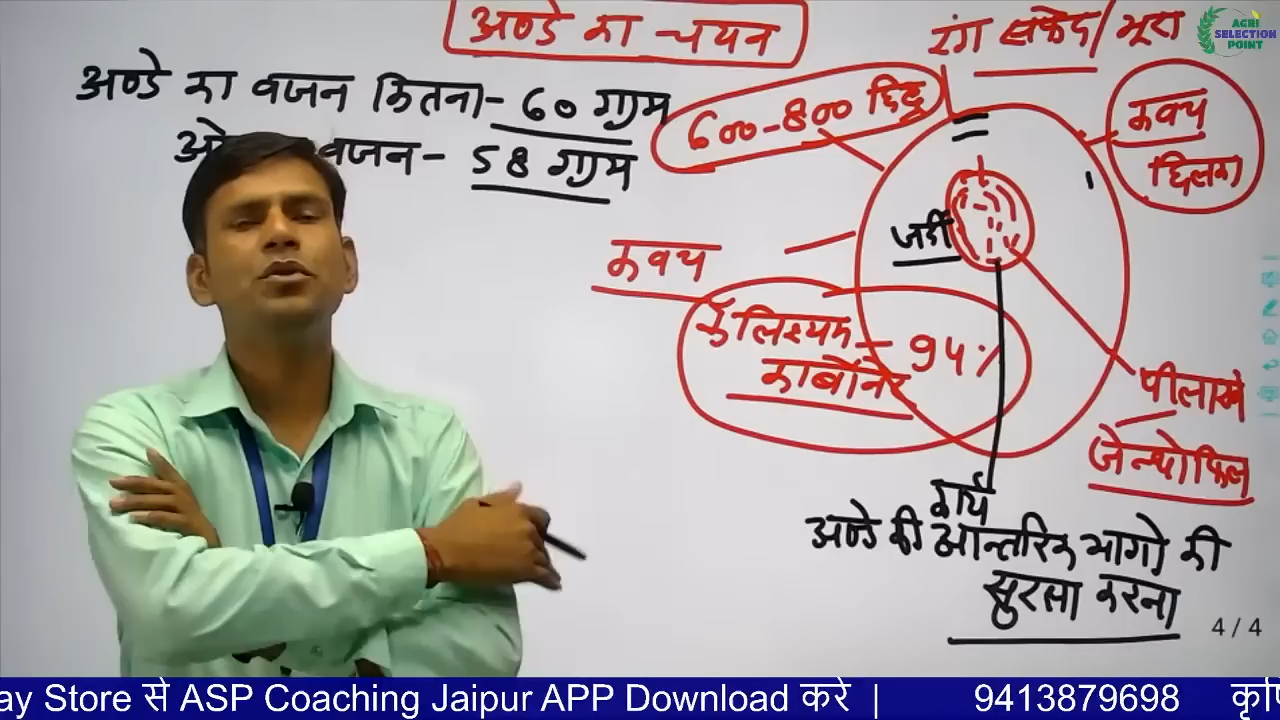 अण्डे का चयन
रंग सफेद/भूरा
AGRI
SELECTION
POINT
अण्डे का वजन कितना - 60 ग्राम
वजन - 58 ग्राम
600-800 छिद्र
कवच
छिलका
जर्दी
कवच
कैल्शियम
कार्बोनेट
94%
पीला रंग
जेन्थोफिल
कार्य
अण्डे की आन्तरिक भागो की
सुरक्षा करना
4 / 4
ay Store से ASP Coaching Jaipur APP Download करे | 9413879698 कृषि